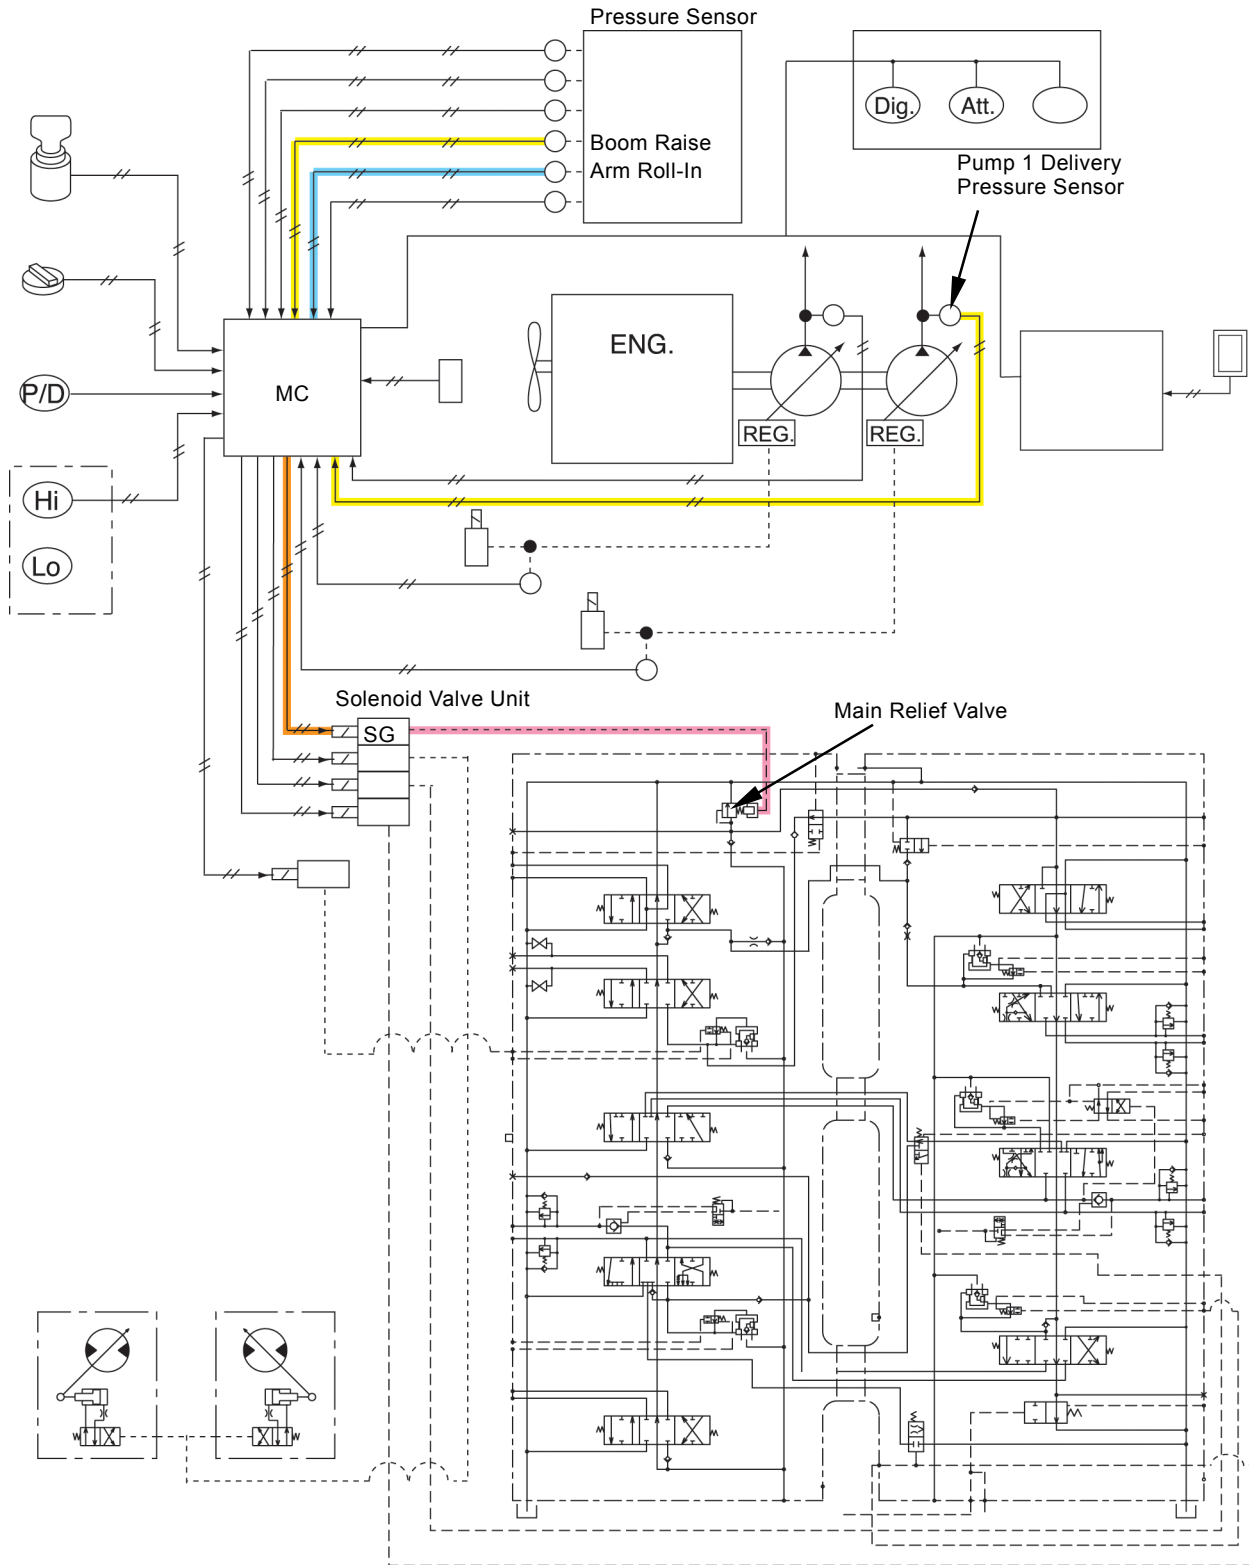 Pressure Sensor
Boom Raise
Arm Roll-In
Dig.
Att.
Pump 1 Delivery
Pressure Sensor
ENG.
MC
P/D
REG.
REG.
Hi
Lo
Solenoid Valve Unit
SG
Main Relief Valve